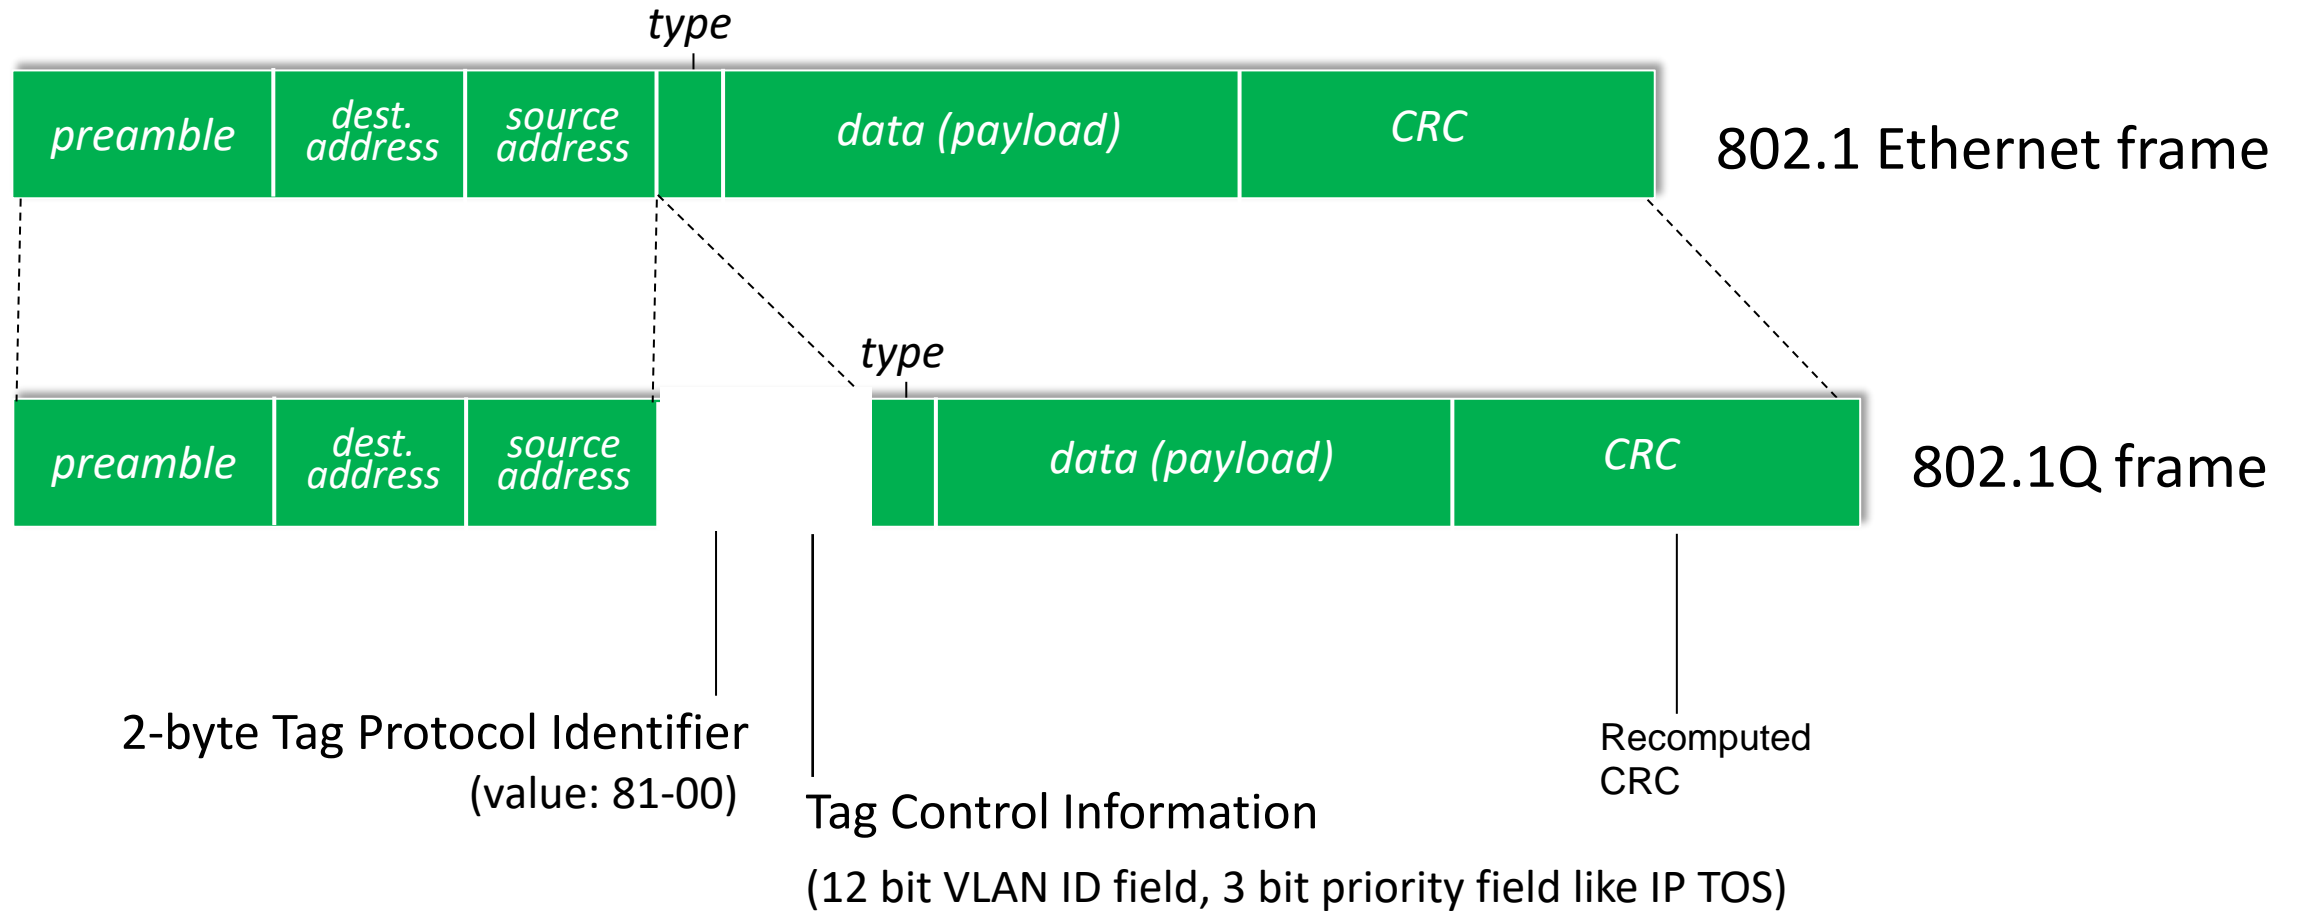 type
preamble
dest.
address
source
address
data (payload)
CRC
802.1 Ethernet frame
type
preamble
dest.
address
source
address
data (payload)
CRC
802.1Q frame
2-byte Tag Protocol Identifier
(value: 81-00)
Recomputed
CRC
Tag Control Information
(12 bit VLAN ID field, 3 bit priority field like IP TOS)